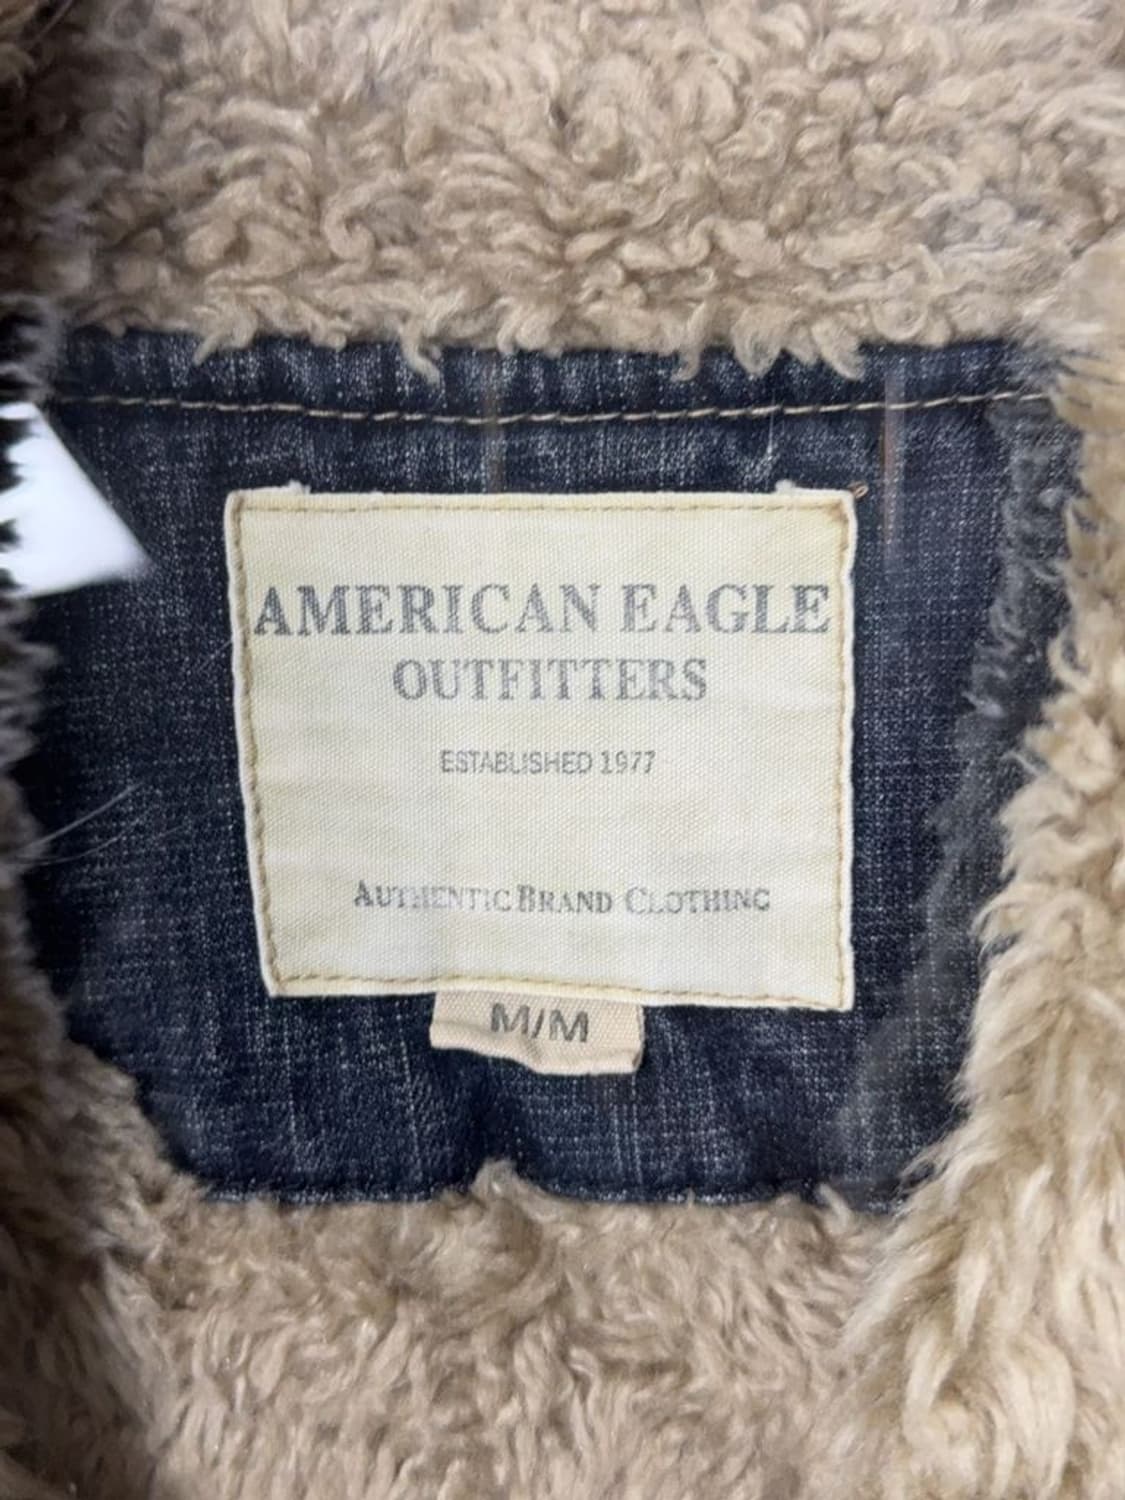 AMERICAN EAGLE
OUTFITTERS
ESTABLISHED 1977
AUTHENTIC BRAND CLOTHING
M/M